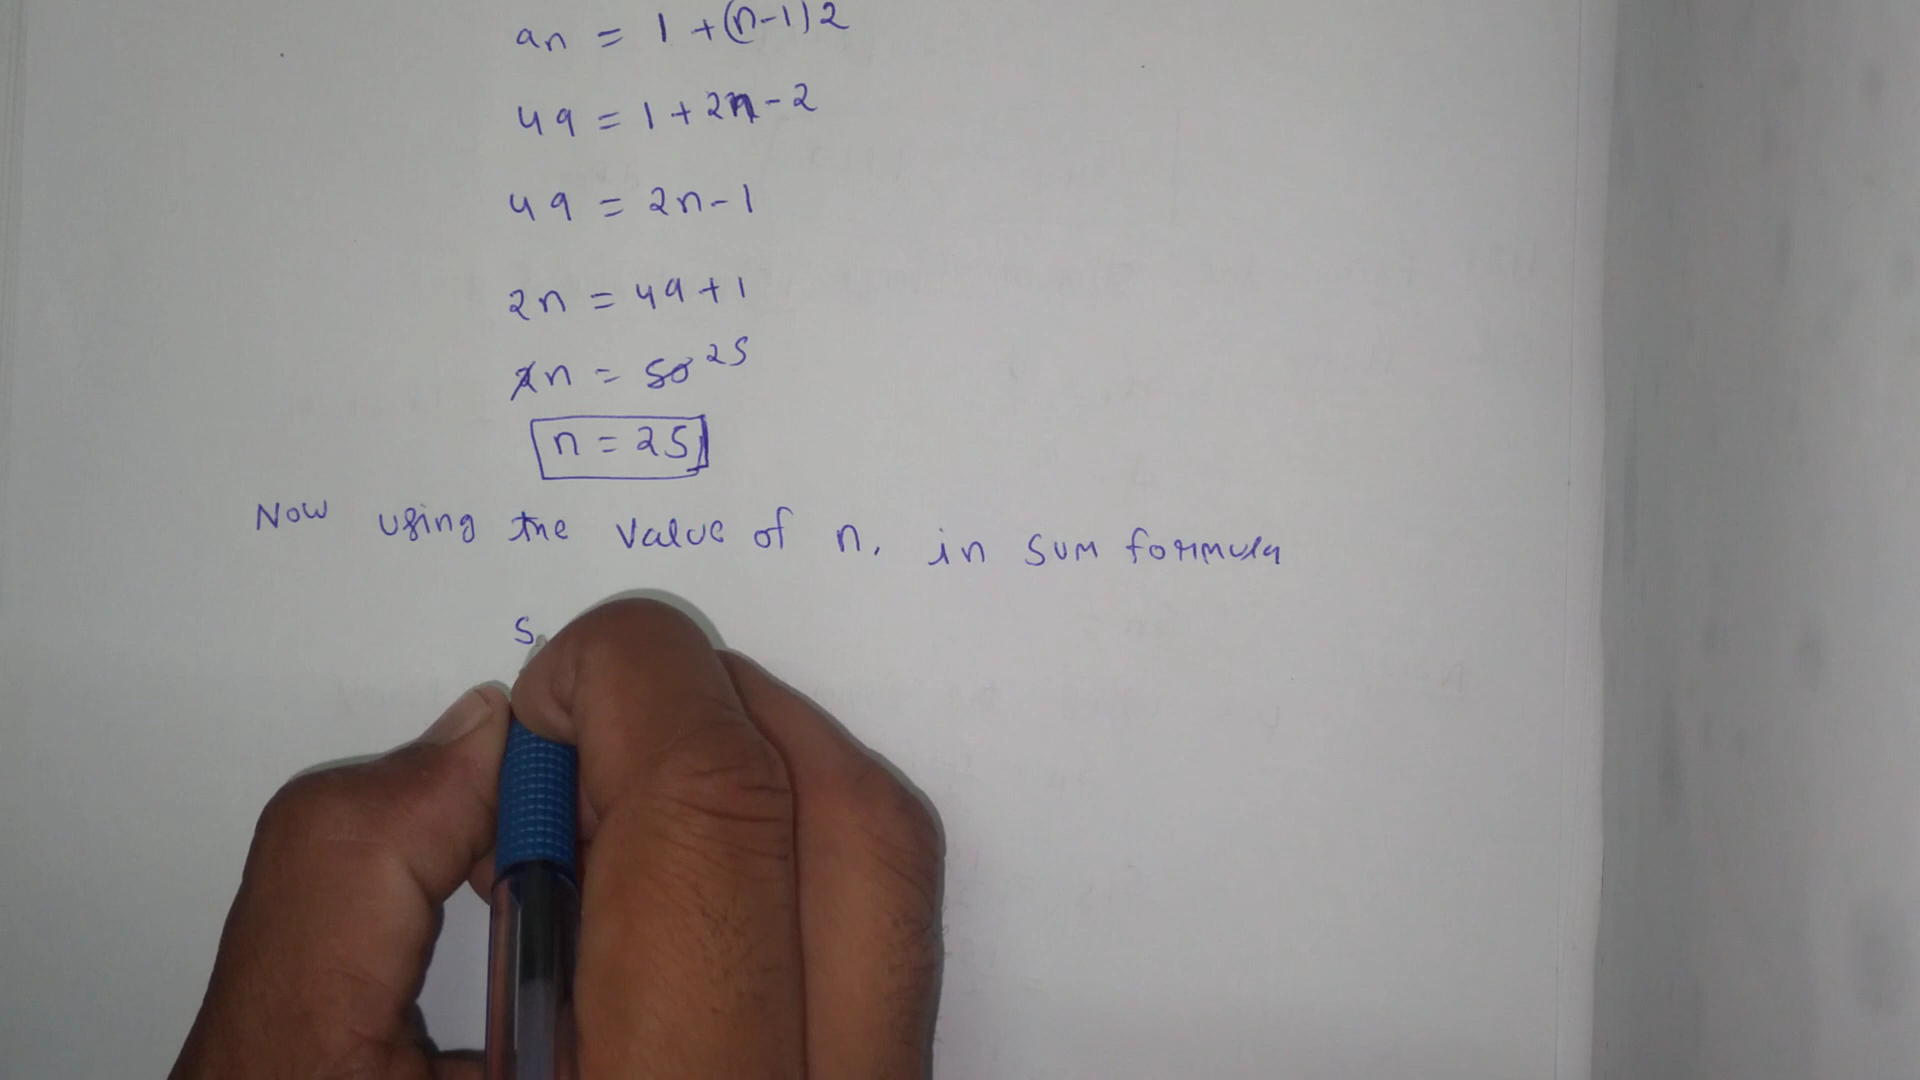 an = 1 + (n-1)2
49 = 1 + 2n - 2
49 = 2n - 1
2n = 49 + 1
2n = 50 25
n = 25
Now using the value of n, in sum formula
S